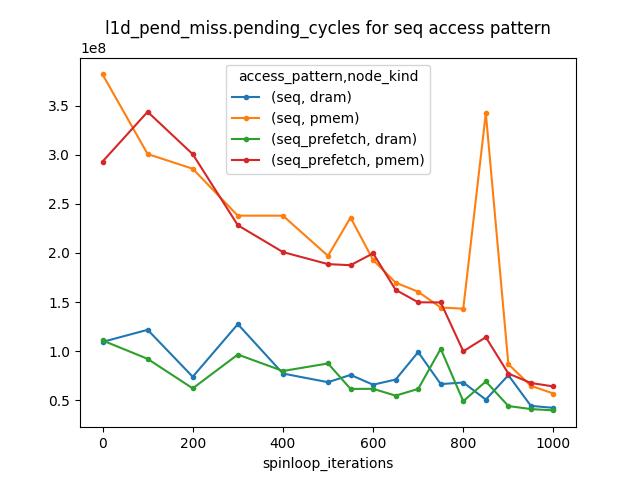 l1d_pend_miss.pending_cycles for seq access pattern
1e8
access_pattern,node_kind
(seq, dram)
(seq, pmem)
(seq_prefetch, dram)
(seq_prefetch, pmem)
3.5
3.0
2.5
2.0
1.5
1.0
0.5
0 200 400 600 800 1000
spinloop_iterations